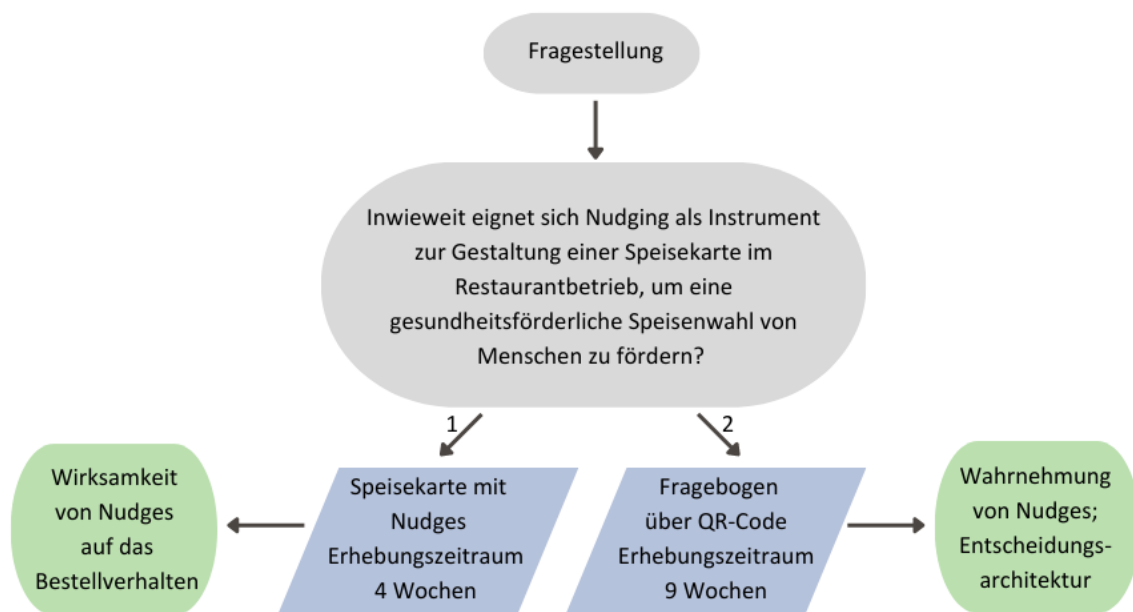 Fragestellung
Inwieweit eignet sich Nudging als Instrument
zur Gestaltung einer Speisekarte im
Restaurantbetrieb, um eine
gesundheitsförderliche Speisenwahl von
Menschen zu fördern?
1
2
Wirksamkeit
von Nudges
auf das
Bestellverhalten
Speisekarte mit
Nudges
Erhebungszeitraum
4 Wochen
Fragebogen
über QR-Code
Erhebungszeitraum
9 Wochen
Wahrnehmung
von Nudges;
Entscheidungs-
architektur